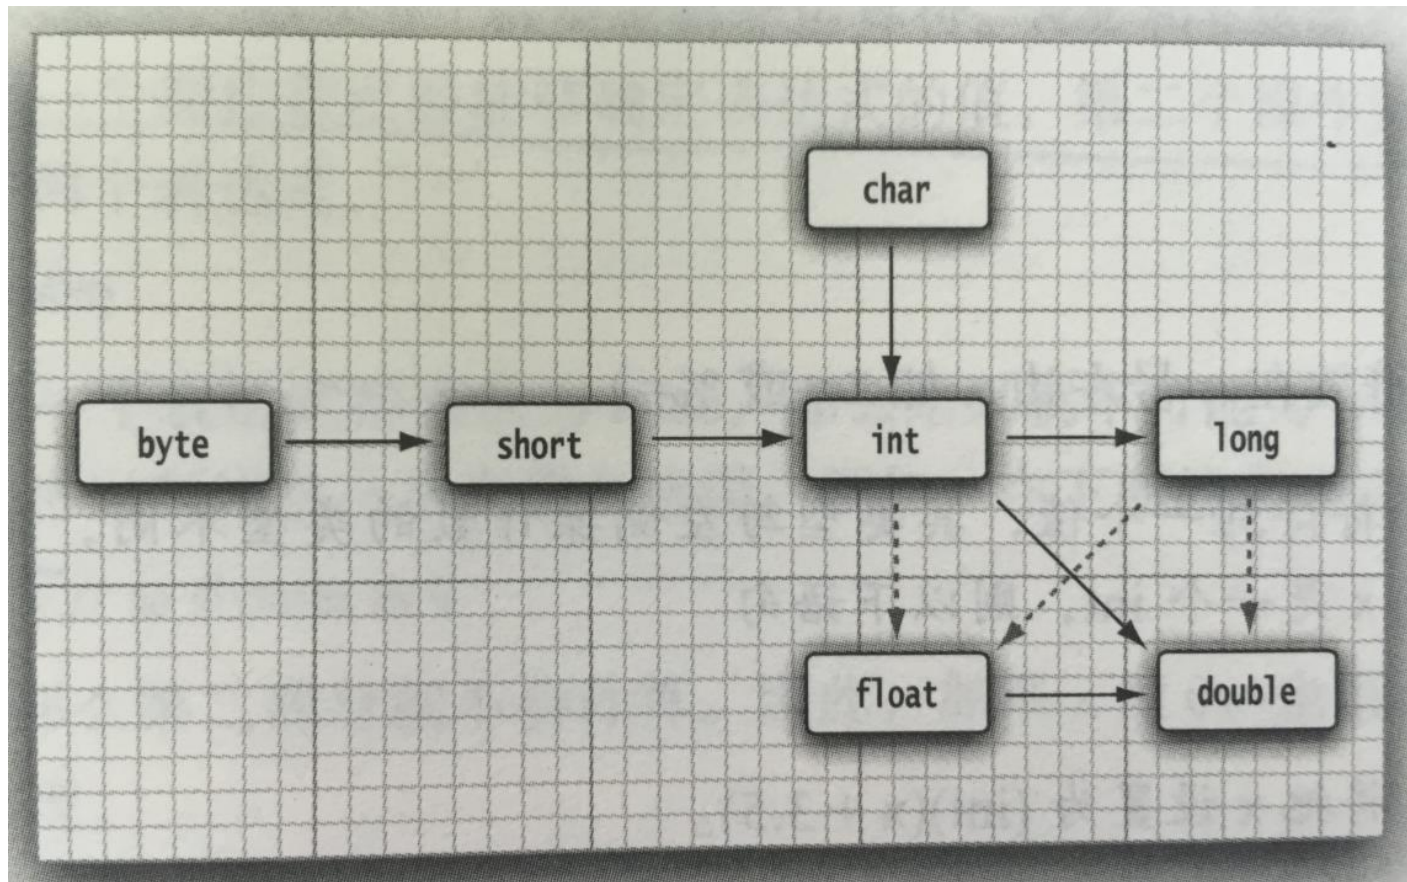 char
byte
short
int
long
float
double